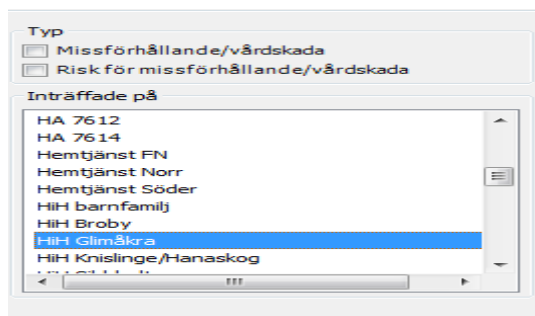 Typ
Missförhållande/vårdskada
Risk för missförhållande/vårdskada
Inträffade på
HA 7612
HA 7614
Hemtjänst FN
Hemtjänst Norr
Hemtjänst Söder
HiH barnfamilj
HiH Broby
HiH Glimåkra
HiH Knislinge/Hanaskog